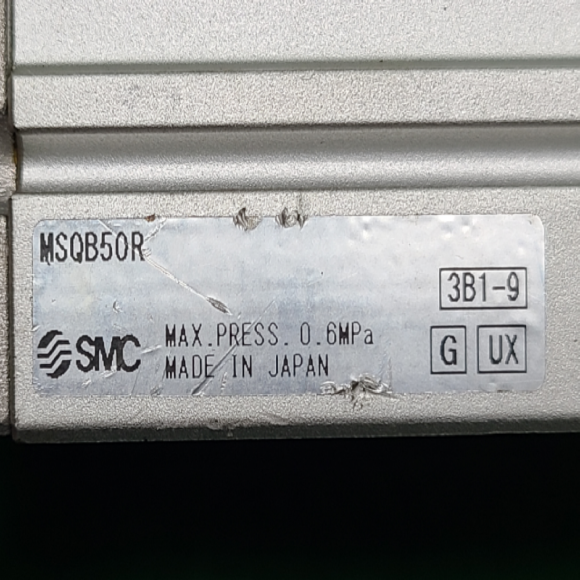 MSQB50R
3B1-9
SMC MAX.PRESS. 0.6MPa
MADE IN JAPAN
G UX